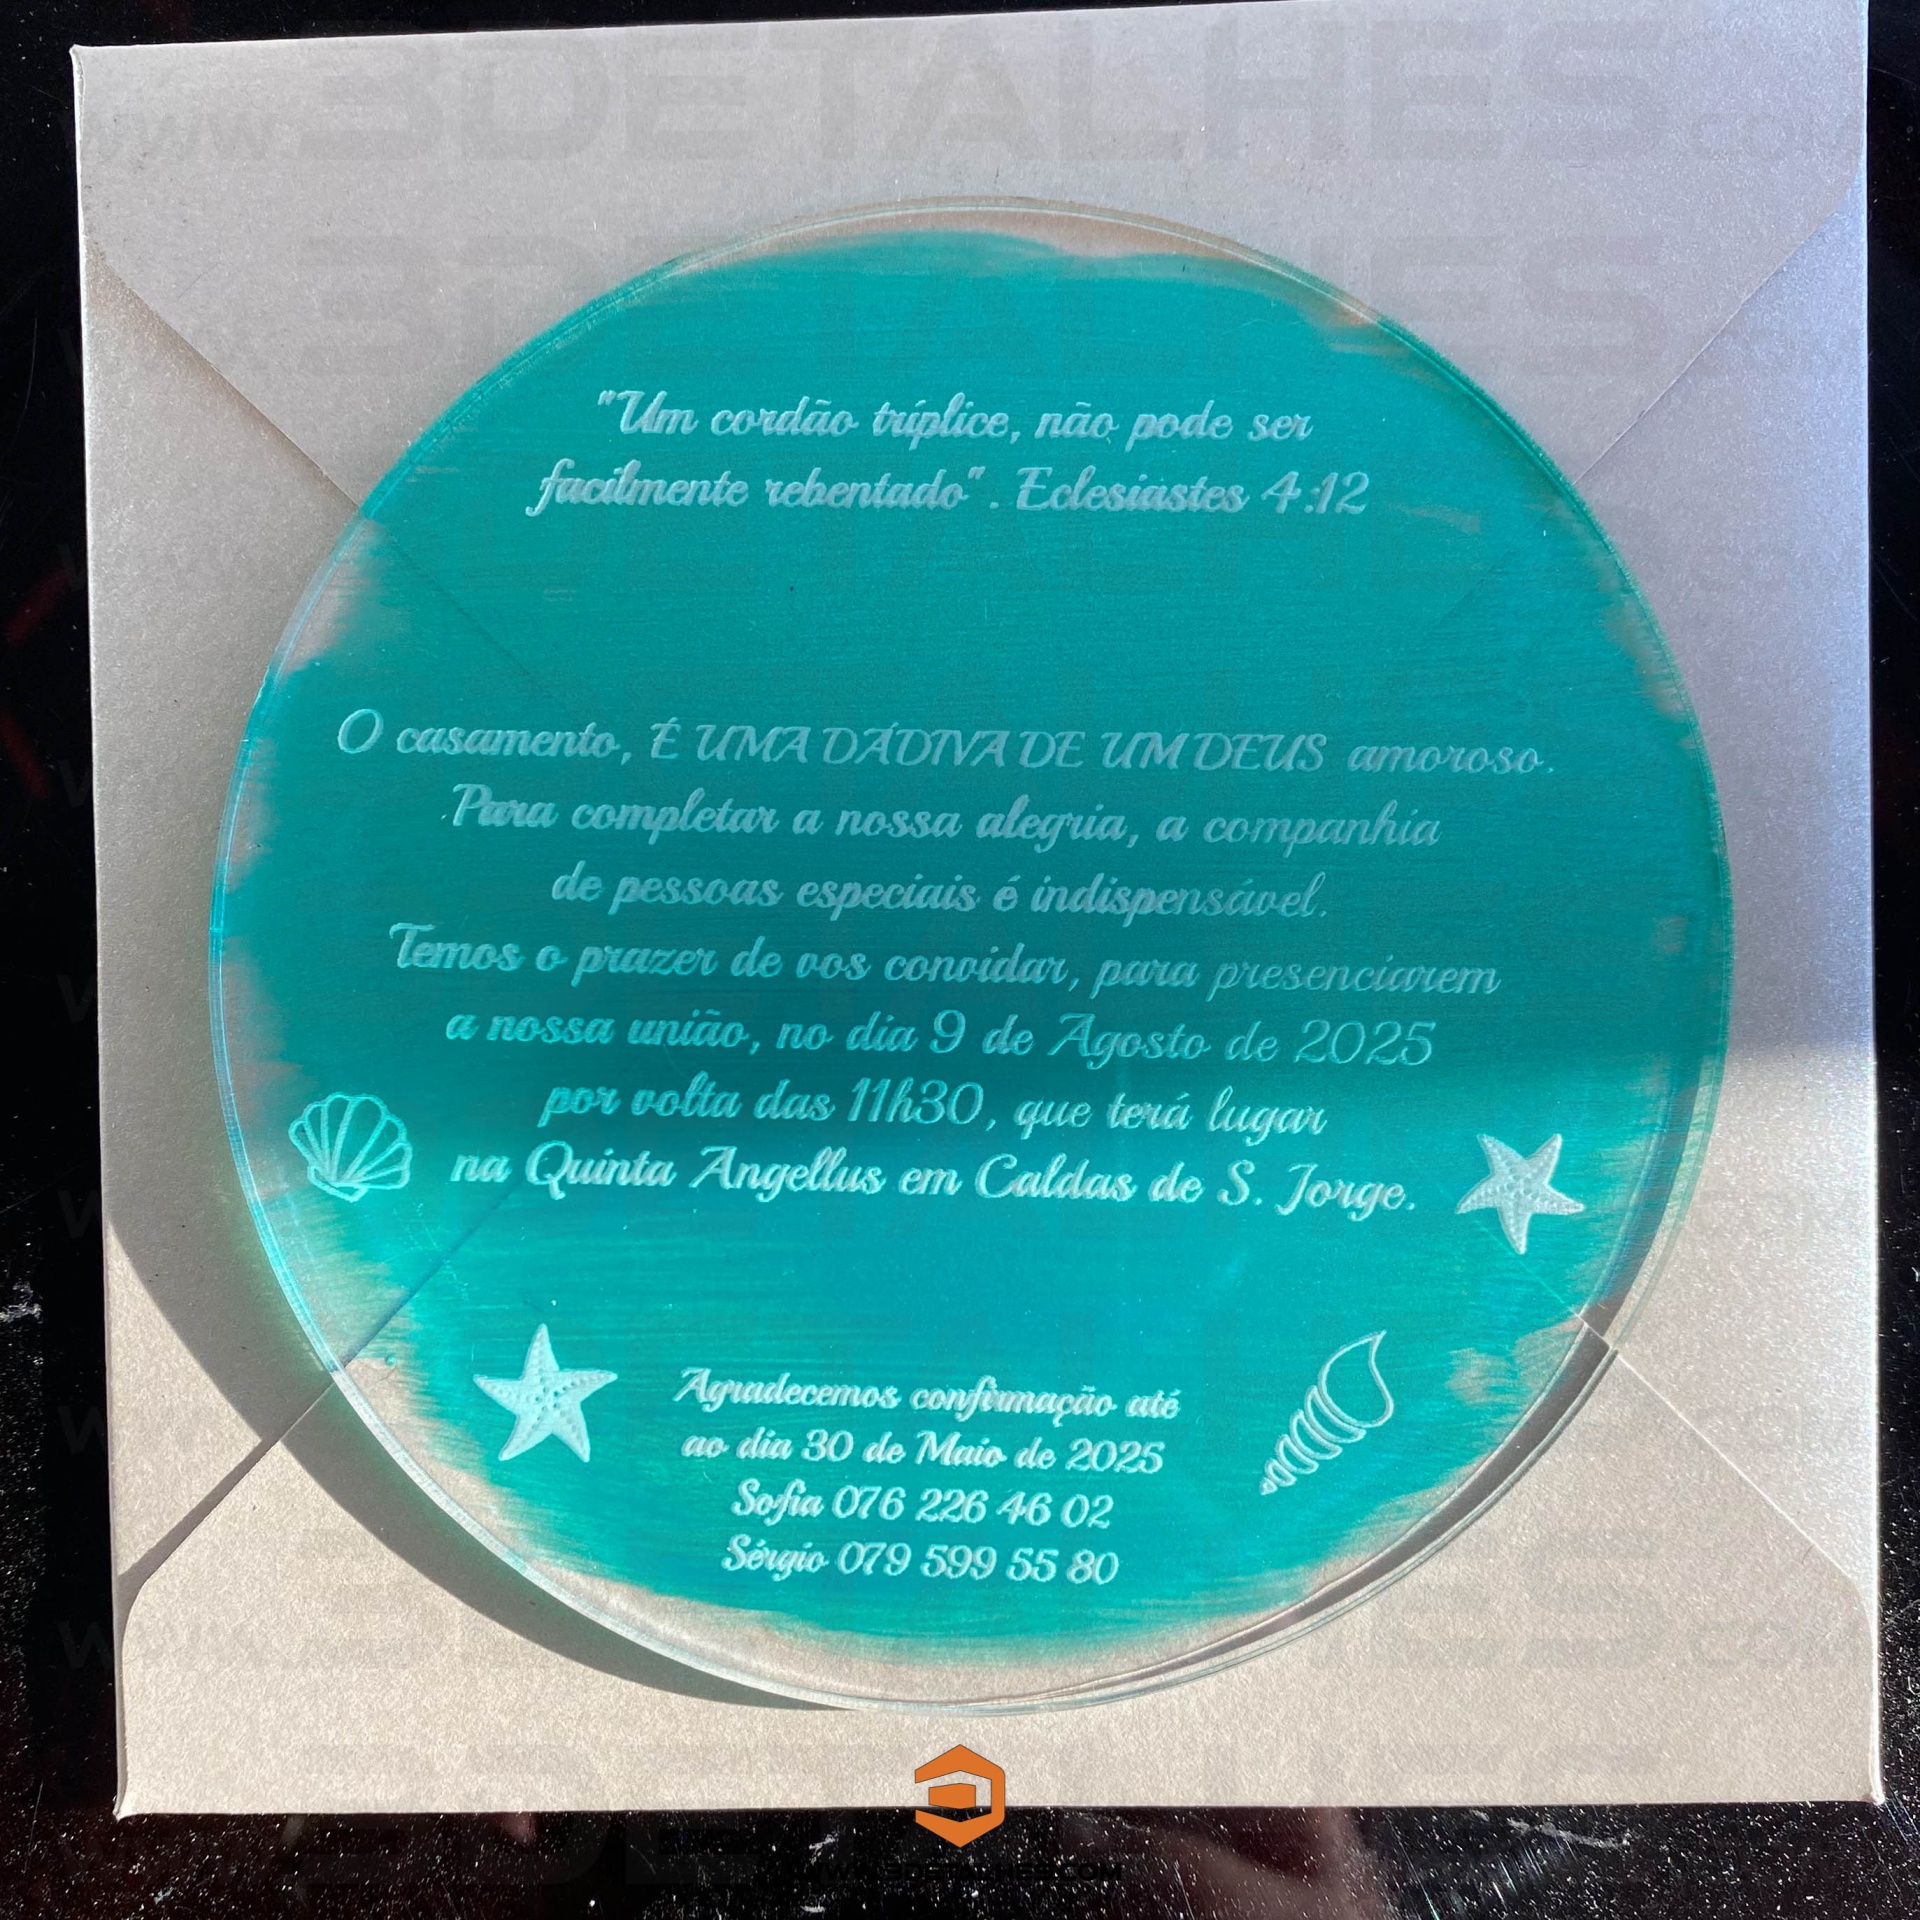 "Um cordão tríplice, não pode ser
facilmente rebentado". Eclesiastes 4:12
O casamento, É UMA DÁDIVA DE UM DEUS amoroso.
Para completar a nossa alegria, a companhia
de pessoas especiais é indispensável.
Temos o prazer de vos convidar, para presenciarem
a nossa união, no dia 9 de Agosto de 2025
por volta das 11h30, que terá lugar
na Quinta Angellus em Caldas de S. Jorge.
Agradecemos confirmação até
ao dia 30 de Maio de 2025
Sofia 076 226 46 02
Sérgio 079 599 55 80
WWW.3DETALHES.COM